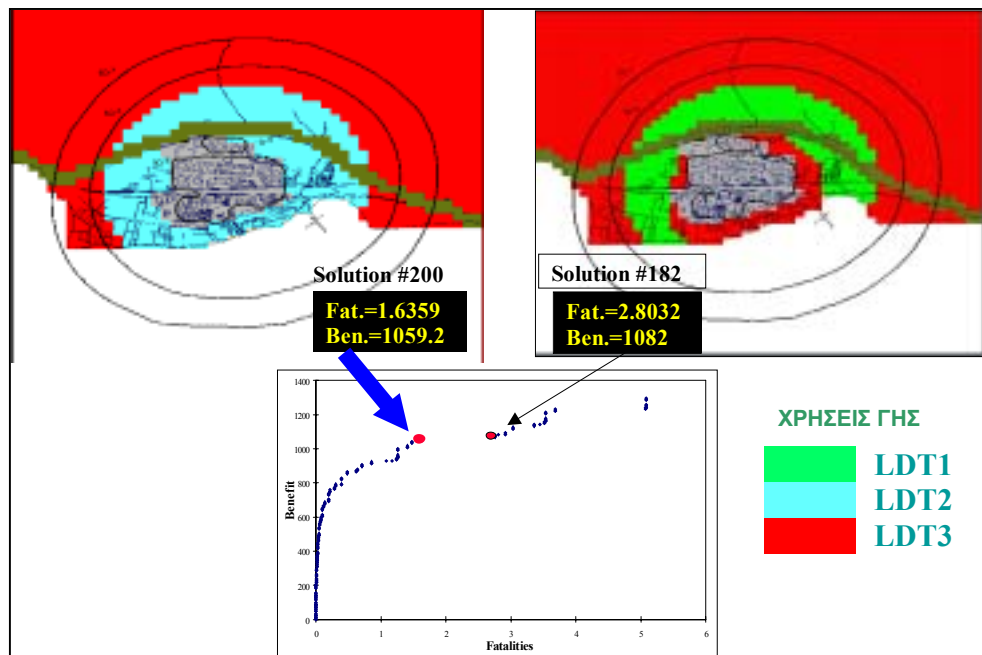 Solution #200
Fat.=1.6359
Ben.=1059.2
Solution #182
Fat.=2.8032
Ben.=1082
1400
1200
1000
800
600
400
200
0
Benefit
0 1 2 3 4 5 6
Fatalities
ΧΡΗΣΕΙΣ ΓΗΣ
LDT1
LDT2
LDT3